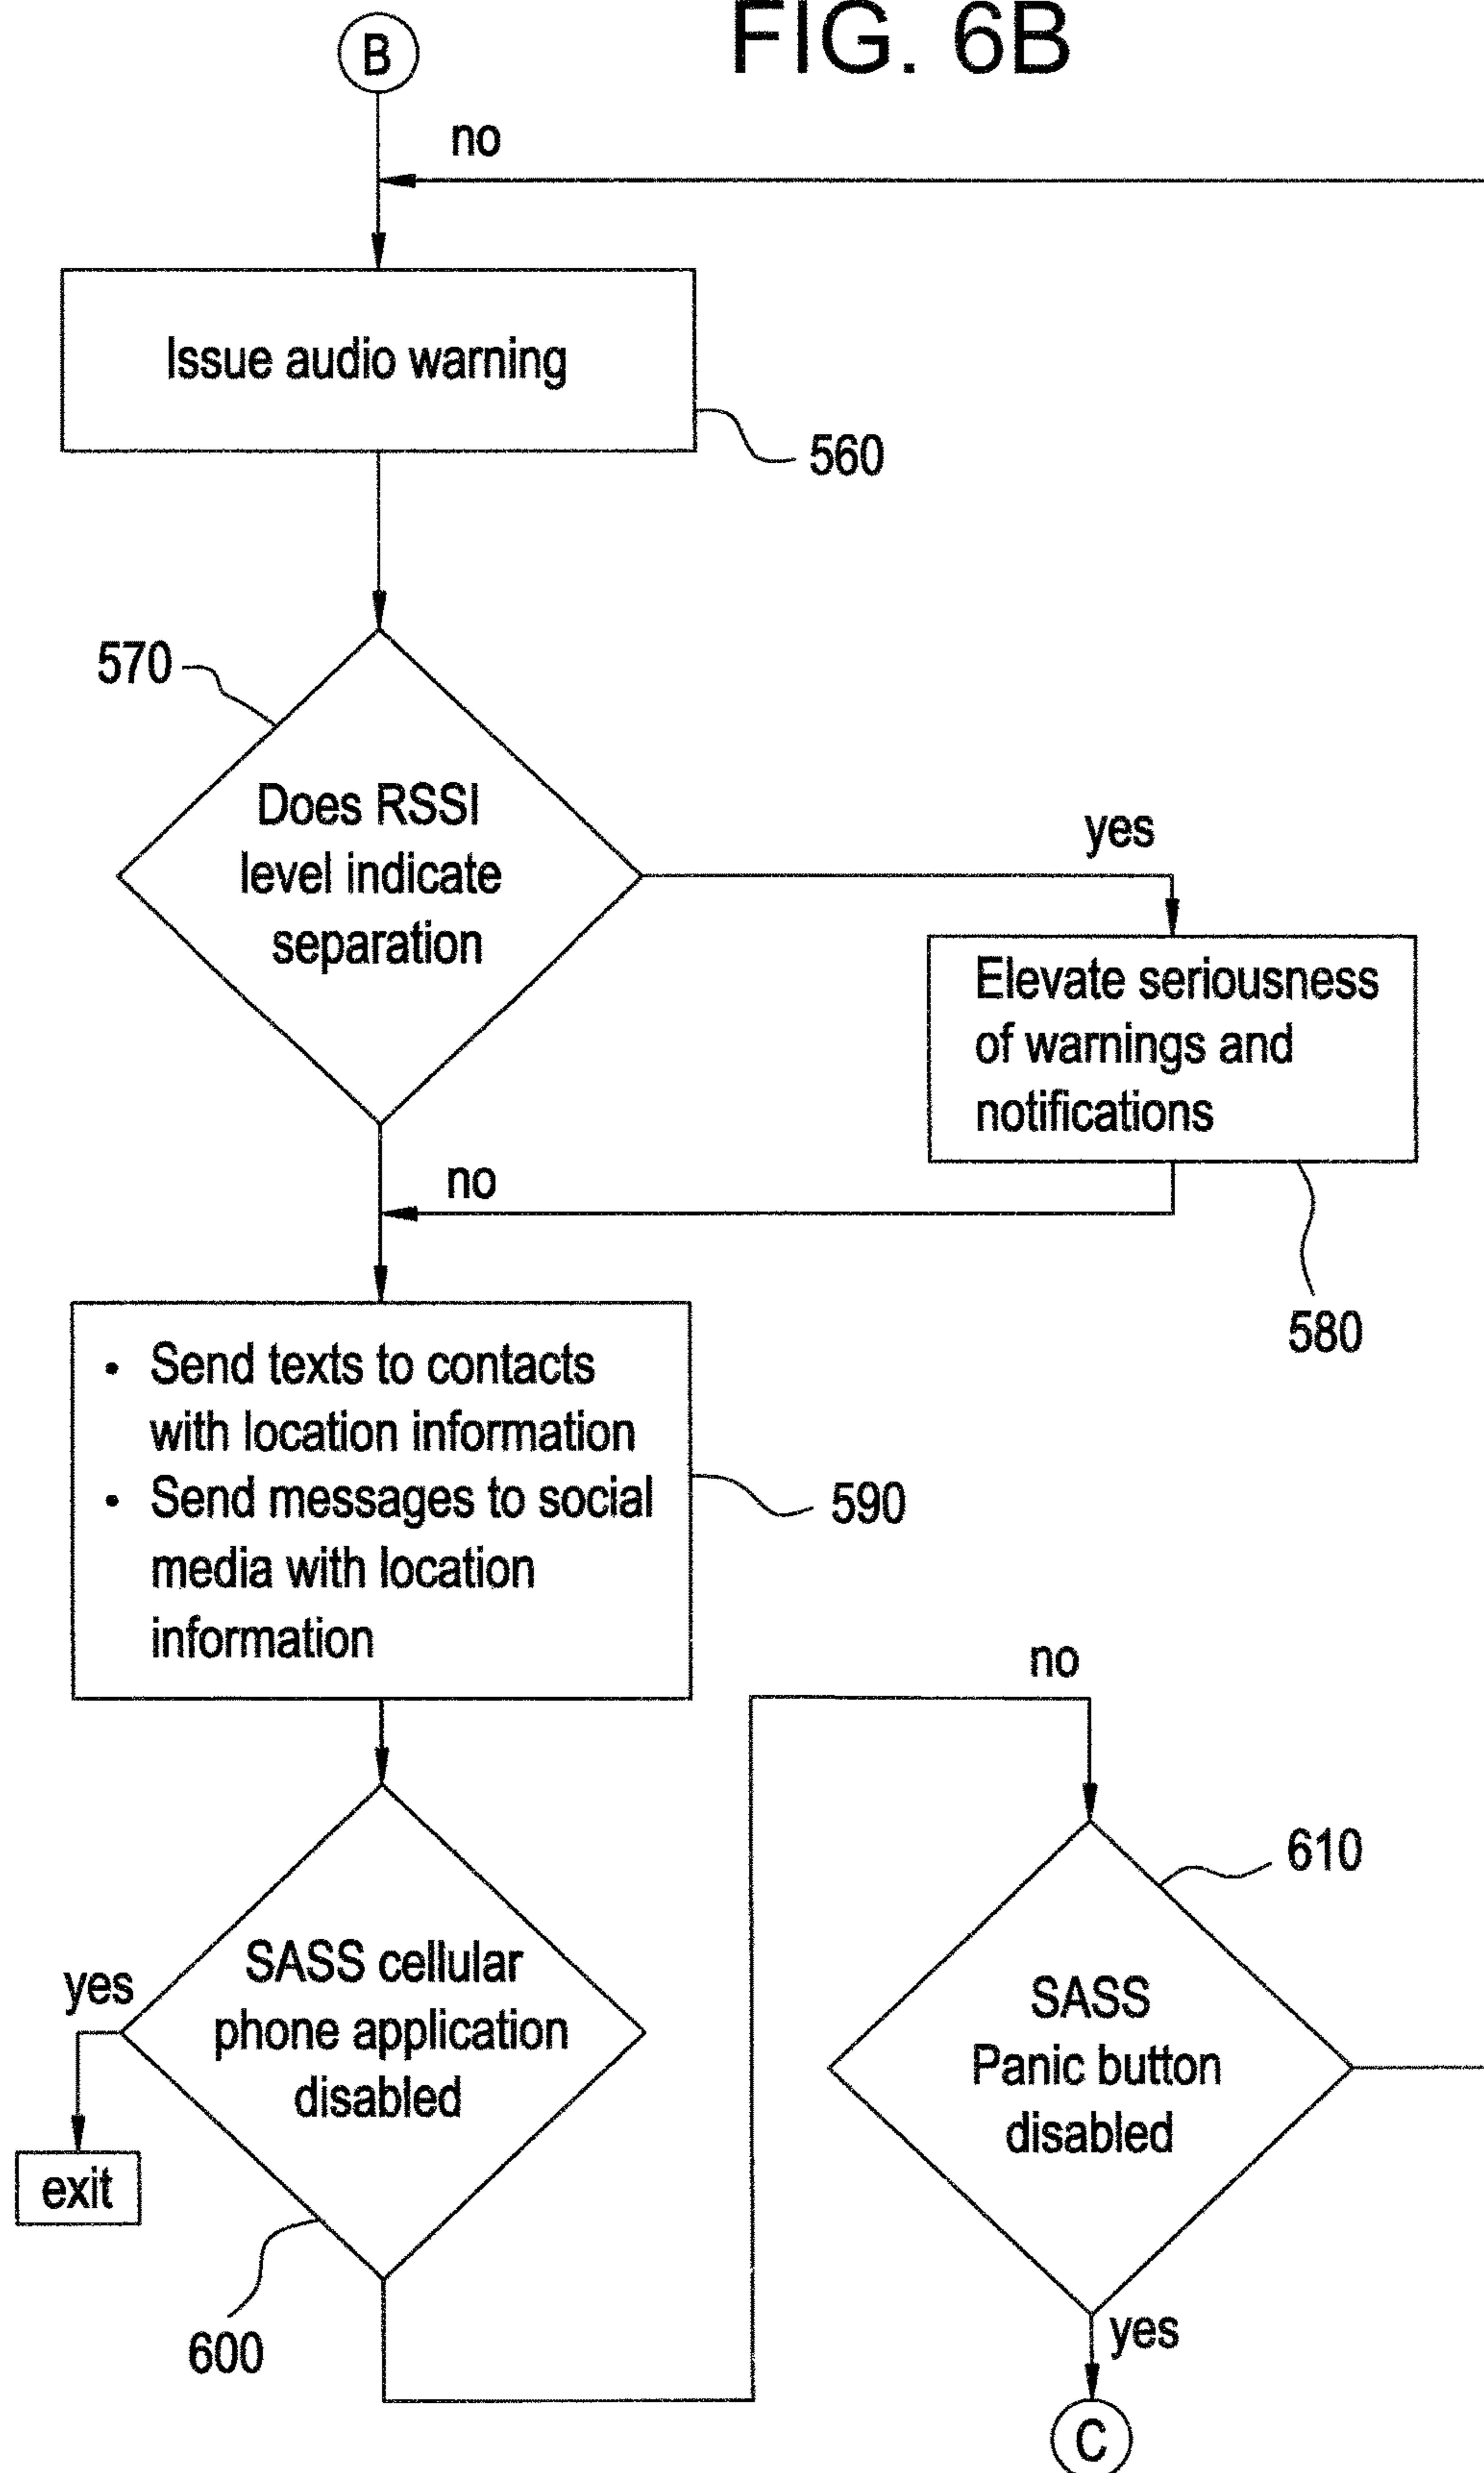 FIG. 6B
B
no
Issue audio warning
560
570
Does RSSI
level indicate
separation
yes
Elevate seriousness
of warnings and
notifications
no
580
• Send texts to contacts
with location information
• Send messages to social
media with location
information
590
no
610
SASS cellular
phone application
disabled
yes
exit
600
SASS
Panic button
disabled
yes
C